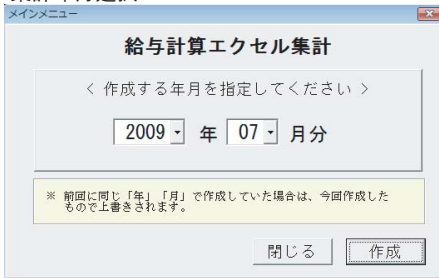 メインメニュー
給与計算エクセル集計
＜ 作成する年月を指定してください ＞
2009 年 07 月分
※ 前回に同じ「年」「月」で作成していた場合は、今回作成した
もので上書きされます。
閉じる 作成